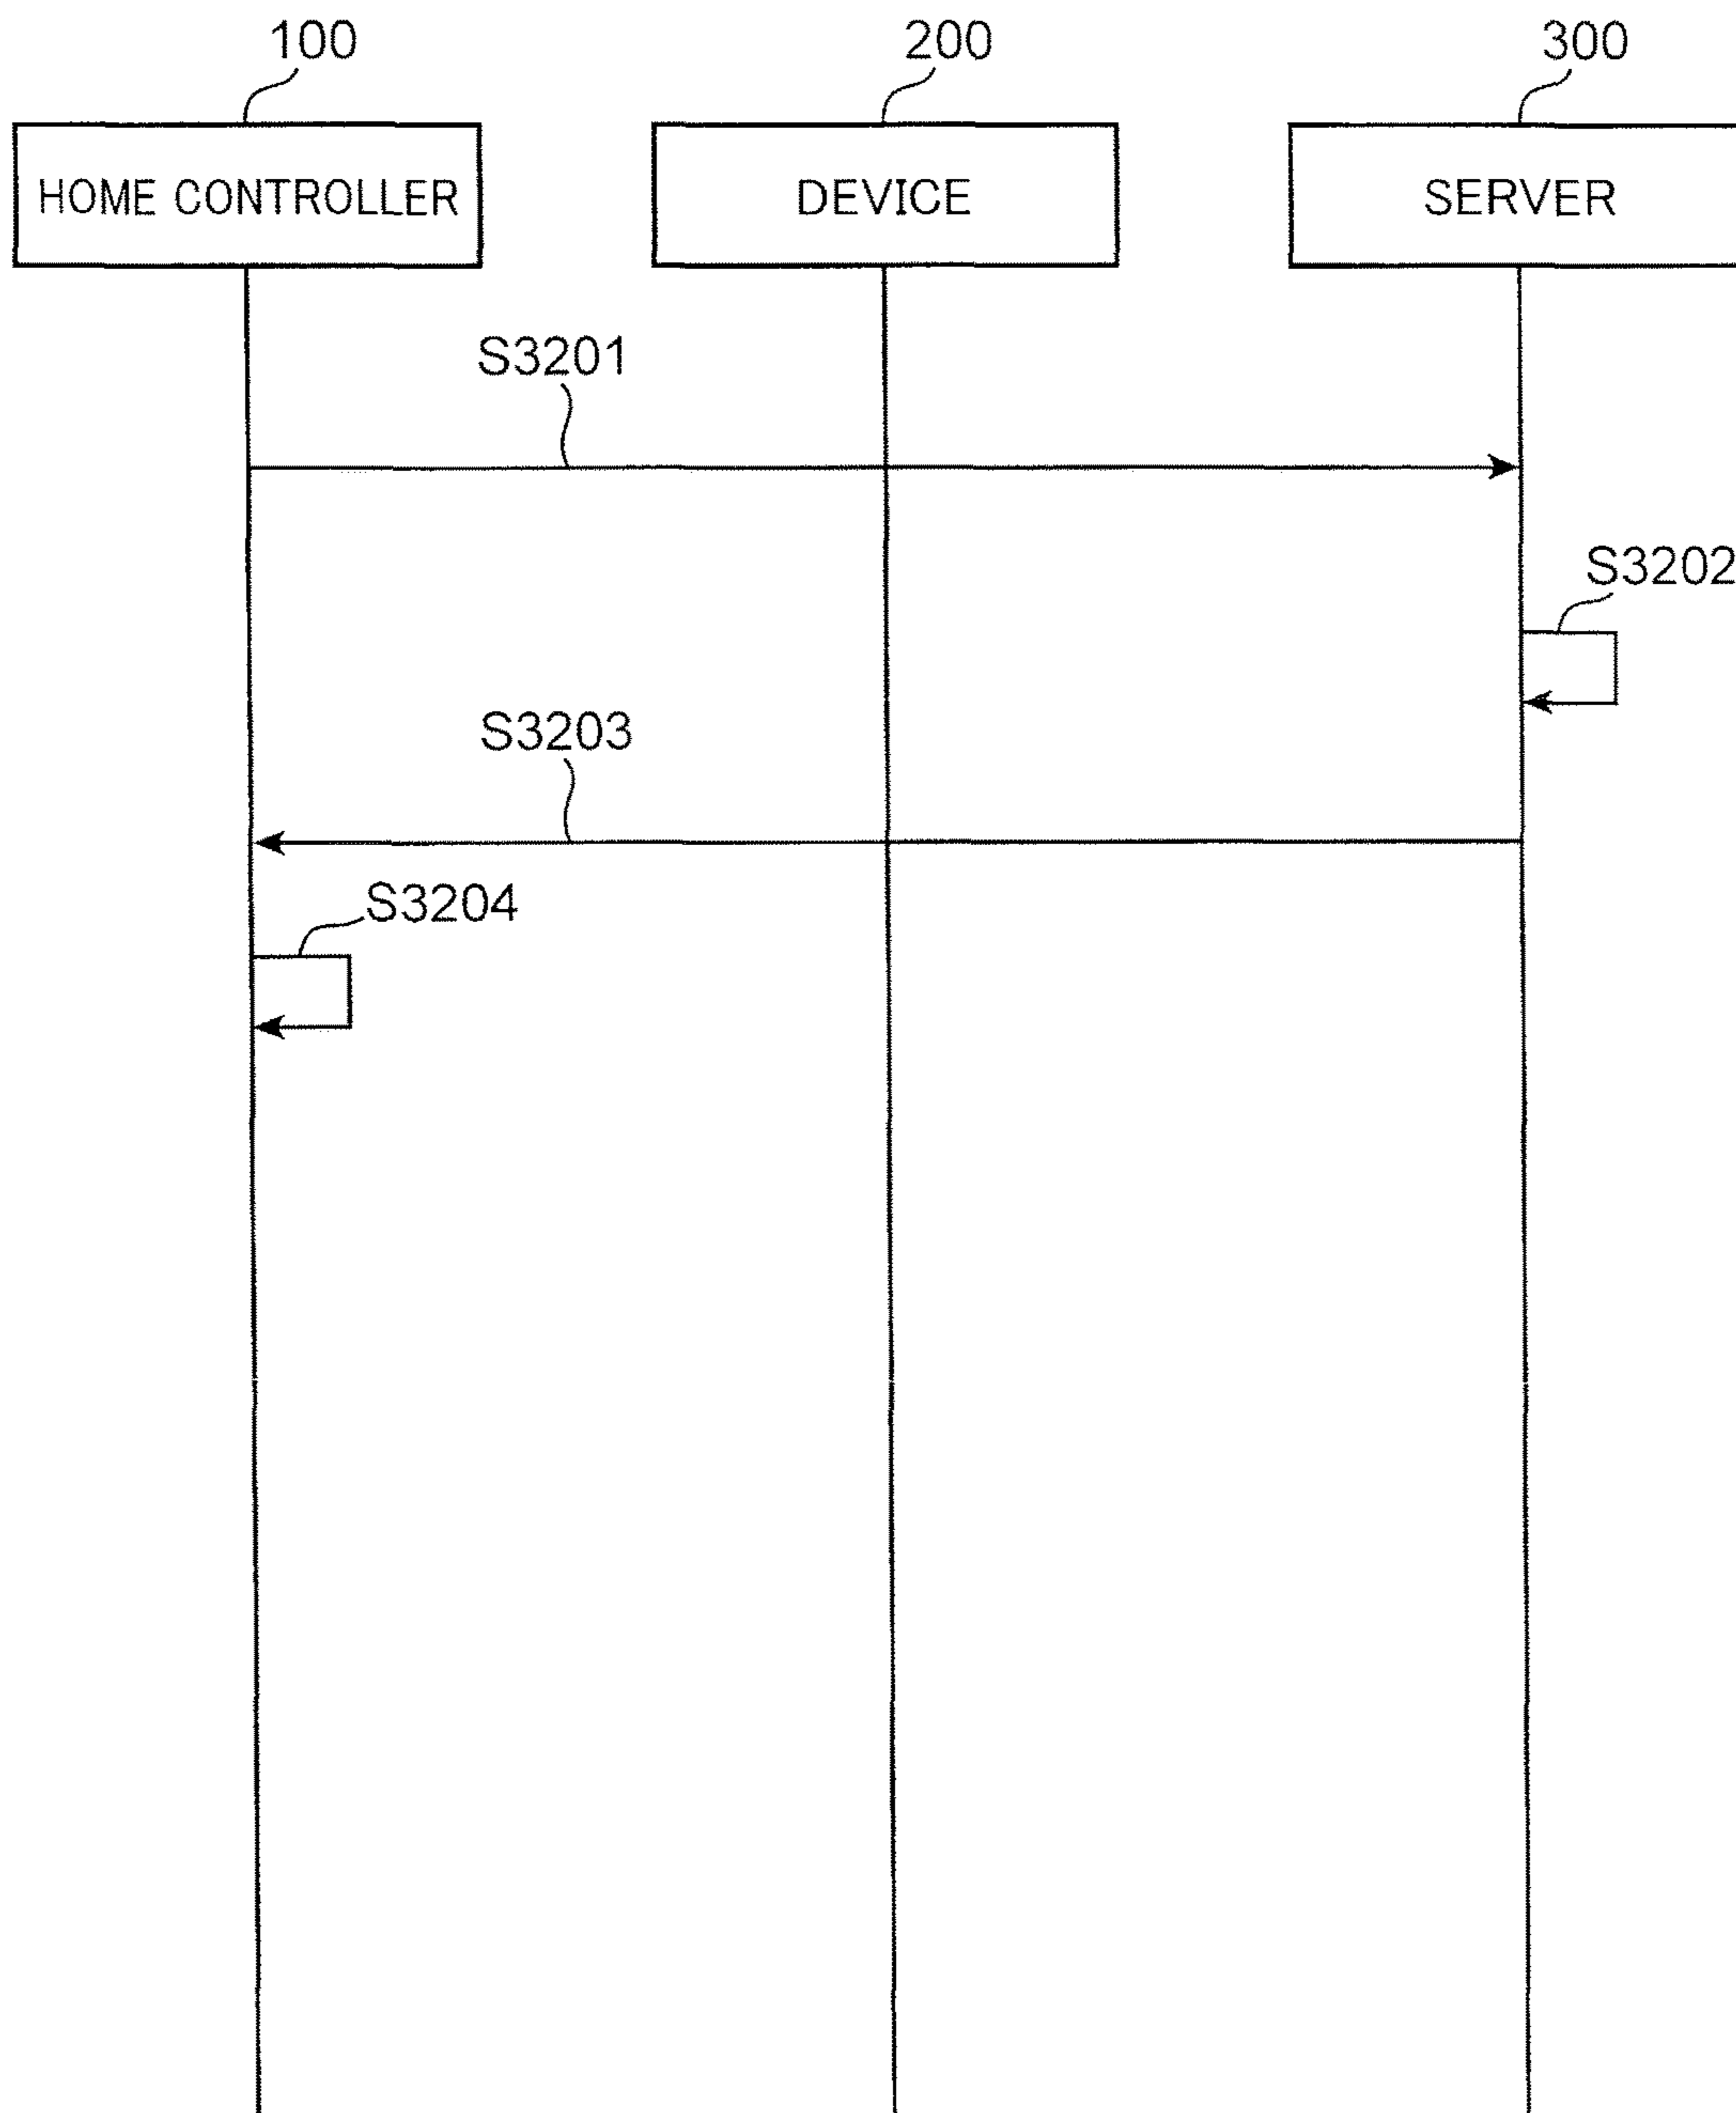 100
200
300
HOME CONTROLLER
DEVICE
SERVER
S3201
S3202
S3203
S3204